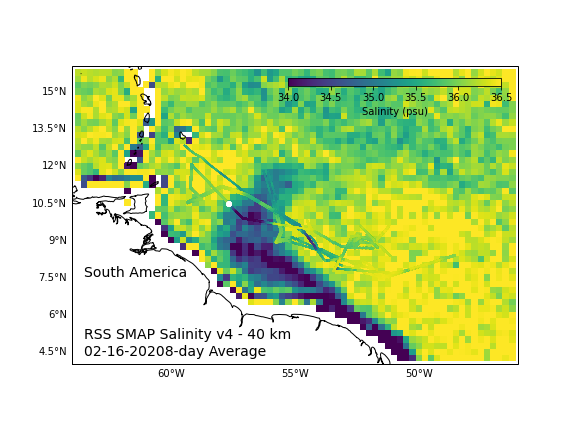 15°N
34.0 34.5 35.0 35.5 36.0 36.5
Salinity (psu)
13.5°N
12°N
10.5°N
9°N
7.5°N
South America
6°N
RSS SMAP Salinity v4 - 40 km
02-16-20208-day Average
4.5°N
60°W 55°W 50°W